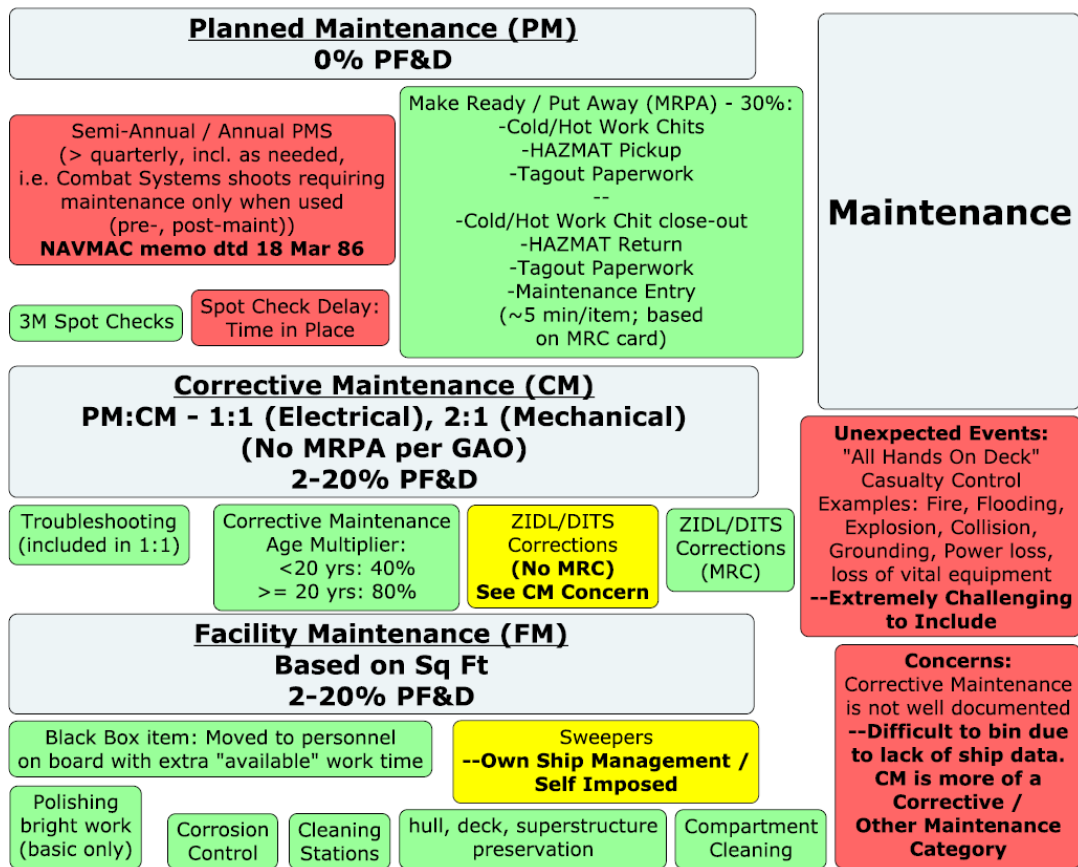 Planned Maintenance (PM)
0% PF&D
Maintenance
Semi-Annual / Annual PMS
(> quarterly, incl. as needed,
i.e. Combat Systems shoots requiring
maintenance only when used
(pre-, post-maint))
NAVMAC memo dtd 18 Mar 86
Make Ready / Put Away (MRPA) - 30%:
-Cold/Hot Work Chits
-HAZMAT Pickup
-Tagout Paperwork
--
-Cold/Hot Work Chit close-out
-HAZMAT Return
-Tagout Paperwork
-Maintenance Entry
(~5 min/item; based
on MRC card)
3M Spot Checks
Spot Check Delay:
Time in Place
Corrective Maintenance (CM)
PM:CM - 1:1 (Electrical), 2:1 (Mechanical)
(No MRPA per GAO)
2-20% PF&D
Troubleshooting
(included in 1:1)
Corrective Maintenance
Age Multiplier:
<20 yrs: 40%
>= 20 yrs: 80%
ZIDL/DITS
Corrections
(No MRC)
See CM Concern
ZIDL/DITS
Corrections
(MRC)
Unexpected Events:
"All Hands On Deck"
Casualty Control
Examples: Fire, Flooding,
Explosion, Collision,
Grounding, Power loss,
loss of vital equipment
--Extremely Challenging
to Include
Facility Maintenance (FM)
Based on Sq Ft
2-20% PF&D
Black Box item: Moved to personnel
on board with extra "available" work time
Sweepers
--Own Ship Management /
Self Imposed
Polishing
bright work
(basic only)
Corrosion
Control
Cleaning
Stations
hull, deck, superstructure
preservation
Compartment
Cleaning
Concerns:
Corrective Maintenance
is not well documented
--Difficult to bin due
to lack of ship data.
CM is more of a
Corrective /
Other Maintenance
Category